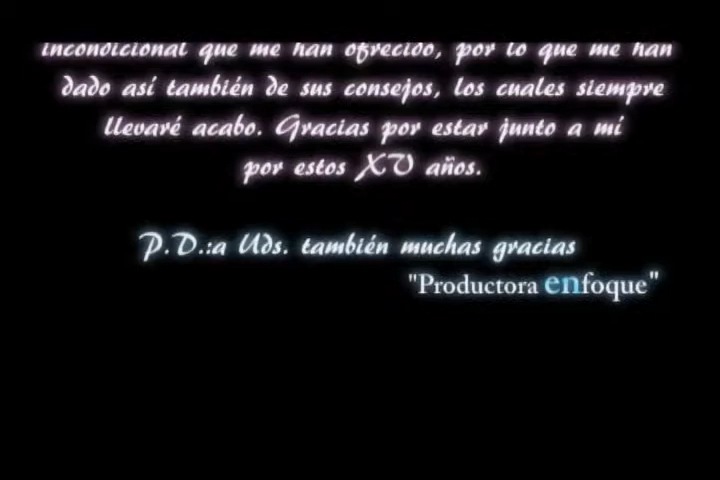 incondicional que me han ofrecido, por lo que me han
dado así también de sus consejos, los cuales siempre
llevaré acabo. Gracias por estar junto a mí
por estos XV años.
P.D.:a Uds. también muchas gracias
"Productora enfoque"